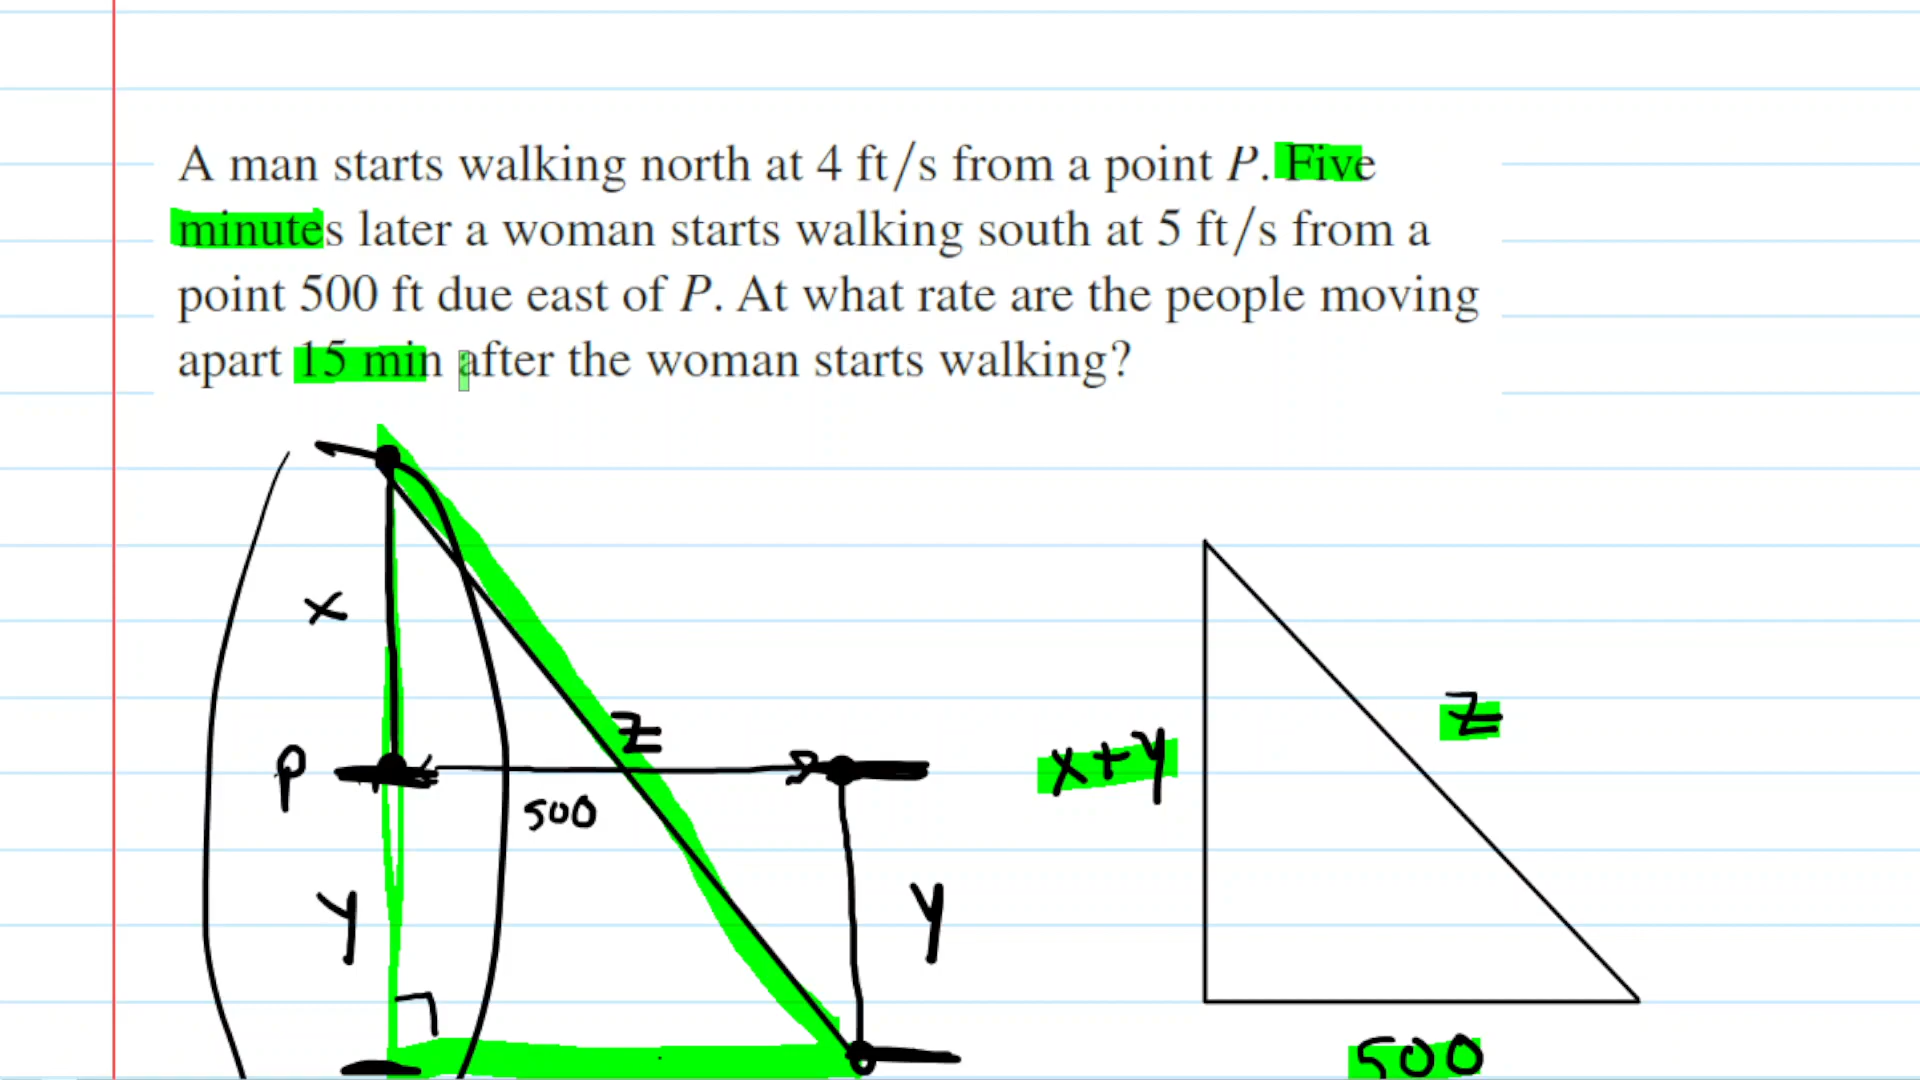 A man starts walking north at 4 ft/s from a point P. Five
minutes later a woman starts walking south at 5 ft/s from a
point 500 ft due east of P. At what rate are the people moving
apart 15 min after the woman starts walking?
x
z
z
P
500
x+y
y
y
500